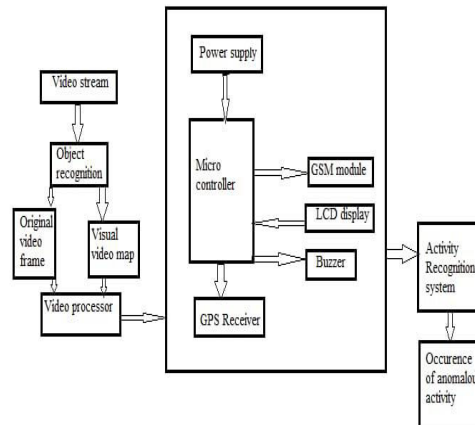 Video stream
Object
recognition
Original
video
frame
Visual
video map
Video processor
Power supply
Micro
controller
GSM module
LCD display
Buzzer
GPS Receiver
Activity
Recognition
system
Occurence
of anomalou
activity